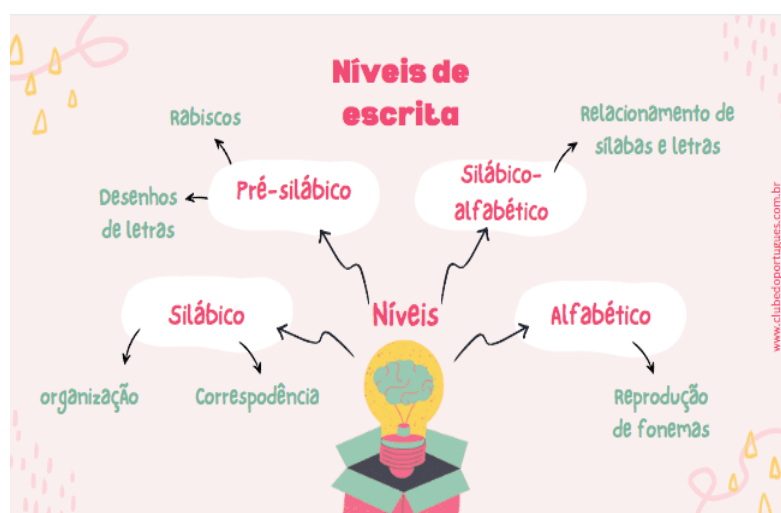 Níveis de
escrita
Rabiscos
Desenhos
de letras
Pré-silábico
Silábico-
alfabético
Relacionamento de
sílabas e letras
Níveis
Silábico
organização
Correspodência
Alfabético
Reprodução
de fonemas
www.clubedoportugues.com.br